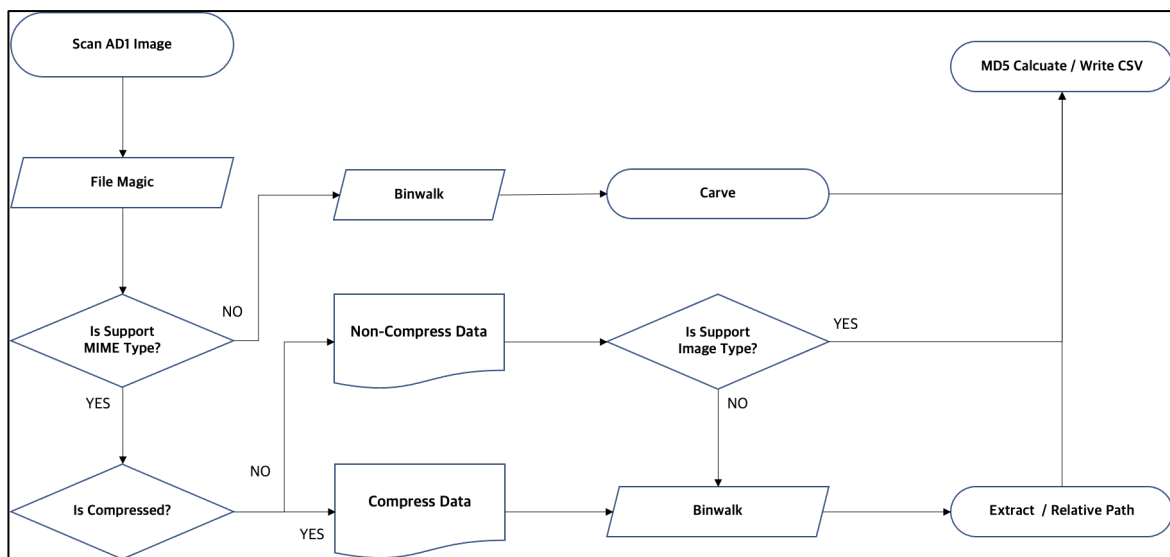 Scan AD1 Image
MD5 Calcuate / Write CSV
File Magic
Binwalk
Carve
NO
Is Support
MIME Type?
Non-Compress Data
Is Support
Image Type?
YES
YES
NO
NO
Is Compressed?
YES
Compress Data
Binwalk
Extract / Relative Path